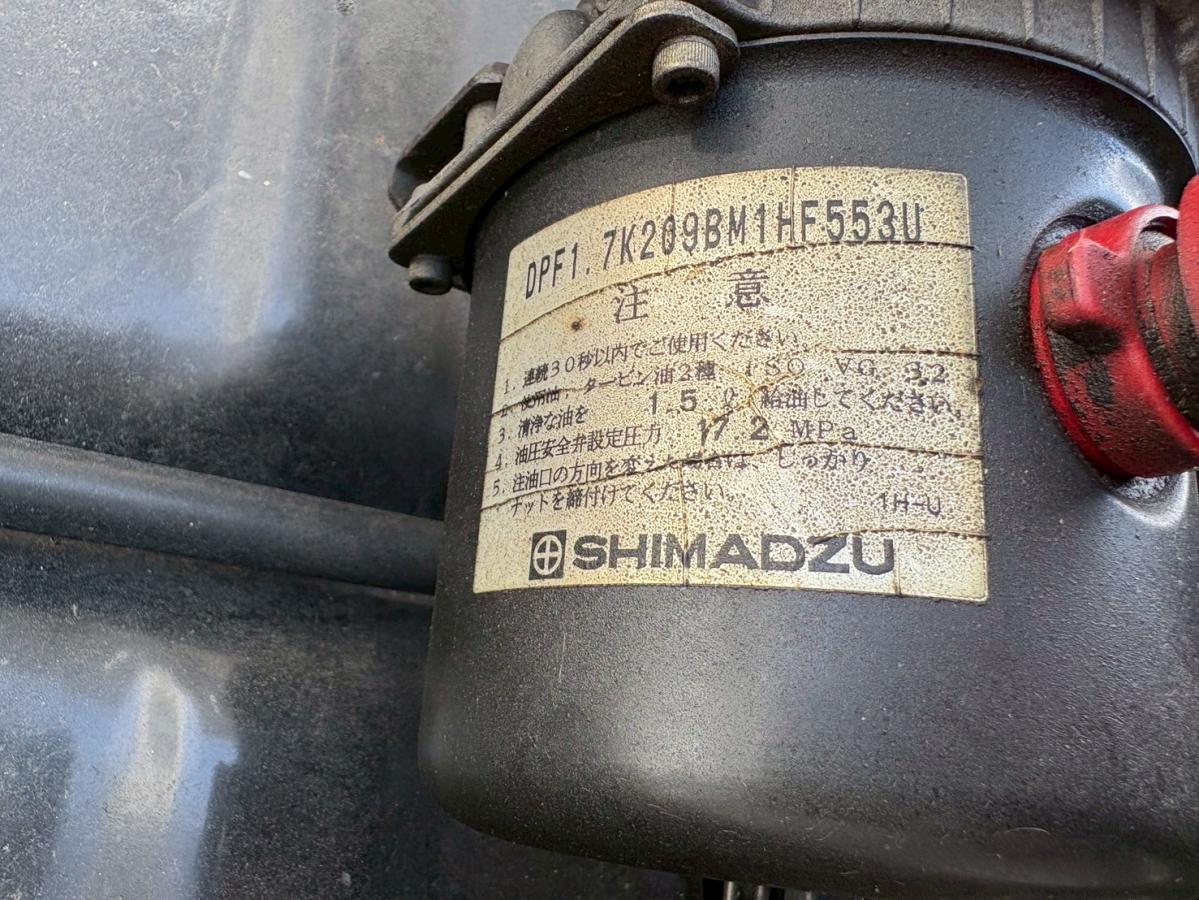 DPF1.7K209BM1HF553U
注 意
1. 連続30秒以内でご使用ください。
2. 使用油：タービン油2種 ISO VG 32
3. 清浄な油を 1.5 ℓ 給油してください。
4. 油圧安全弁設定圧力 17.2 MPa
5. 注油口の方向を変え は、しっかり
ナットを締付けてください。
1H-U
SHIMADZU